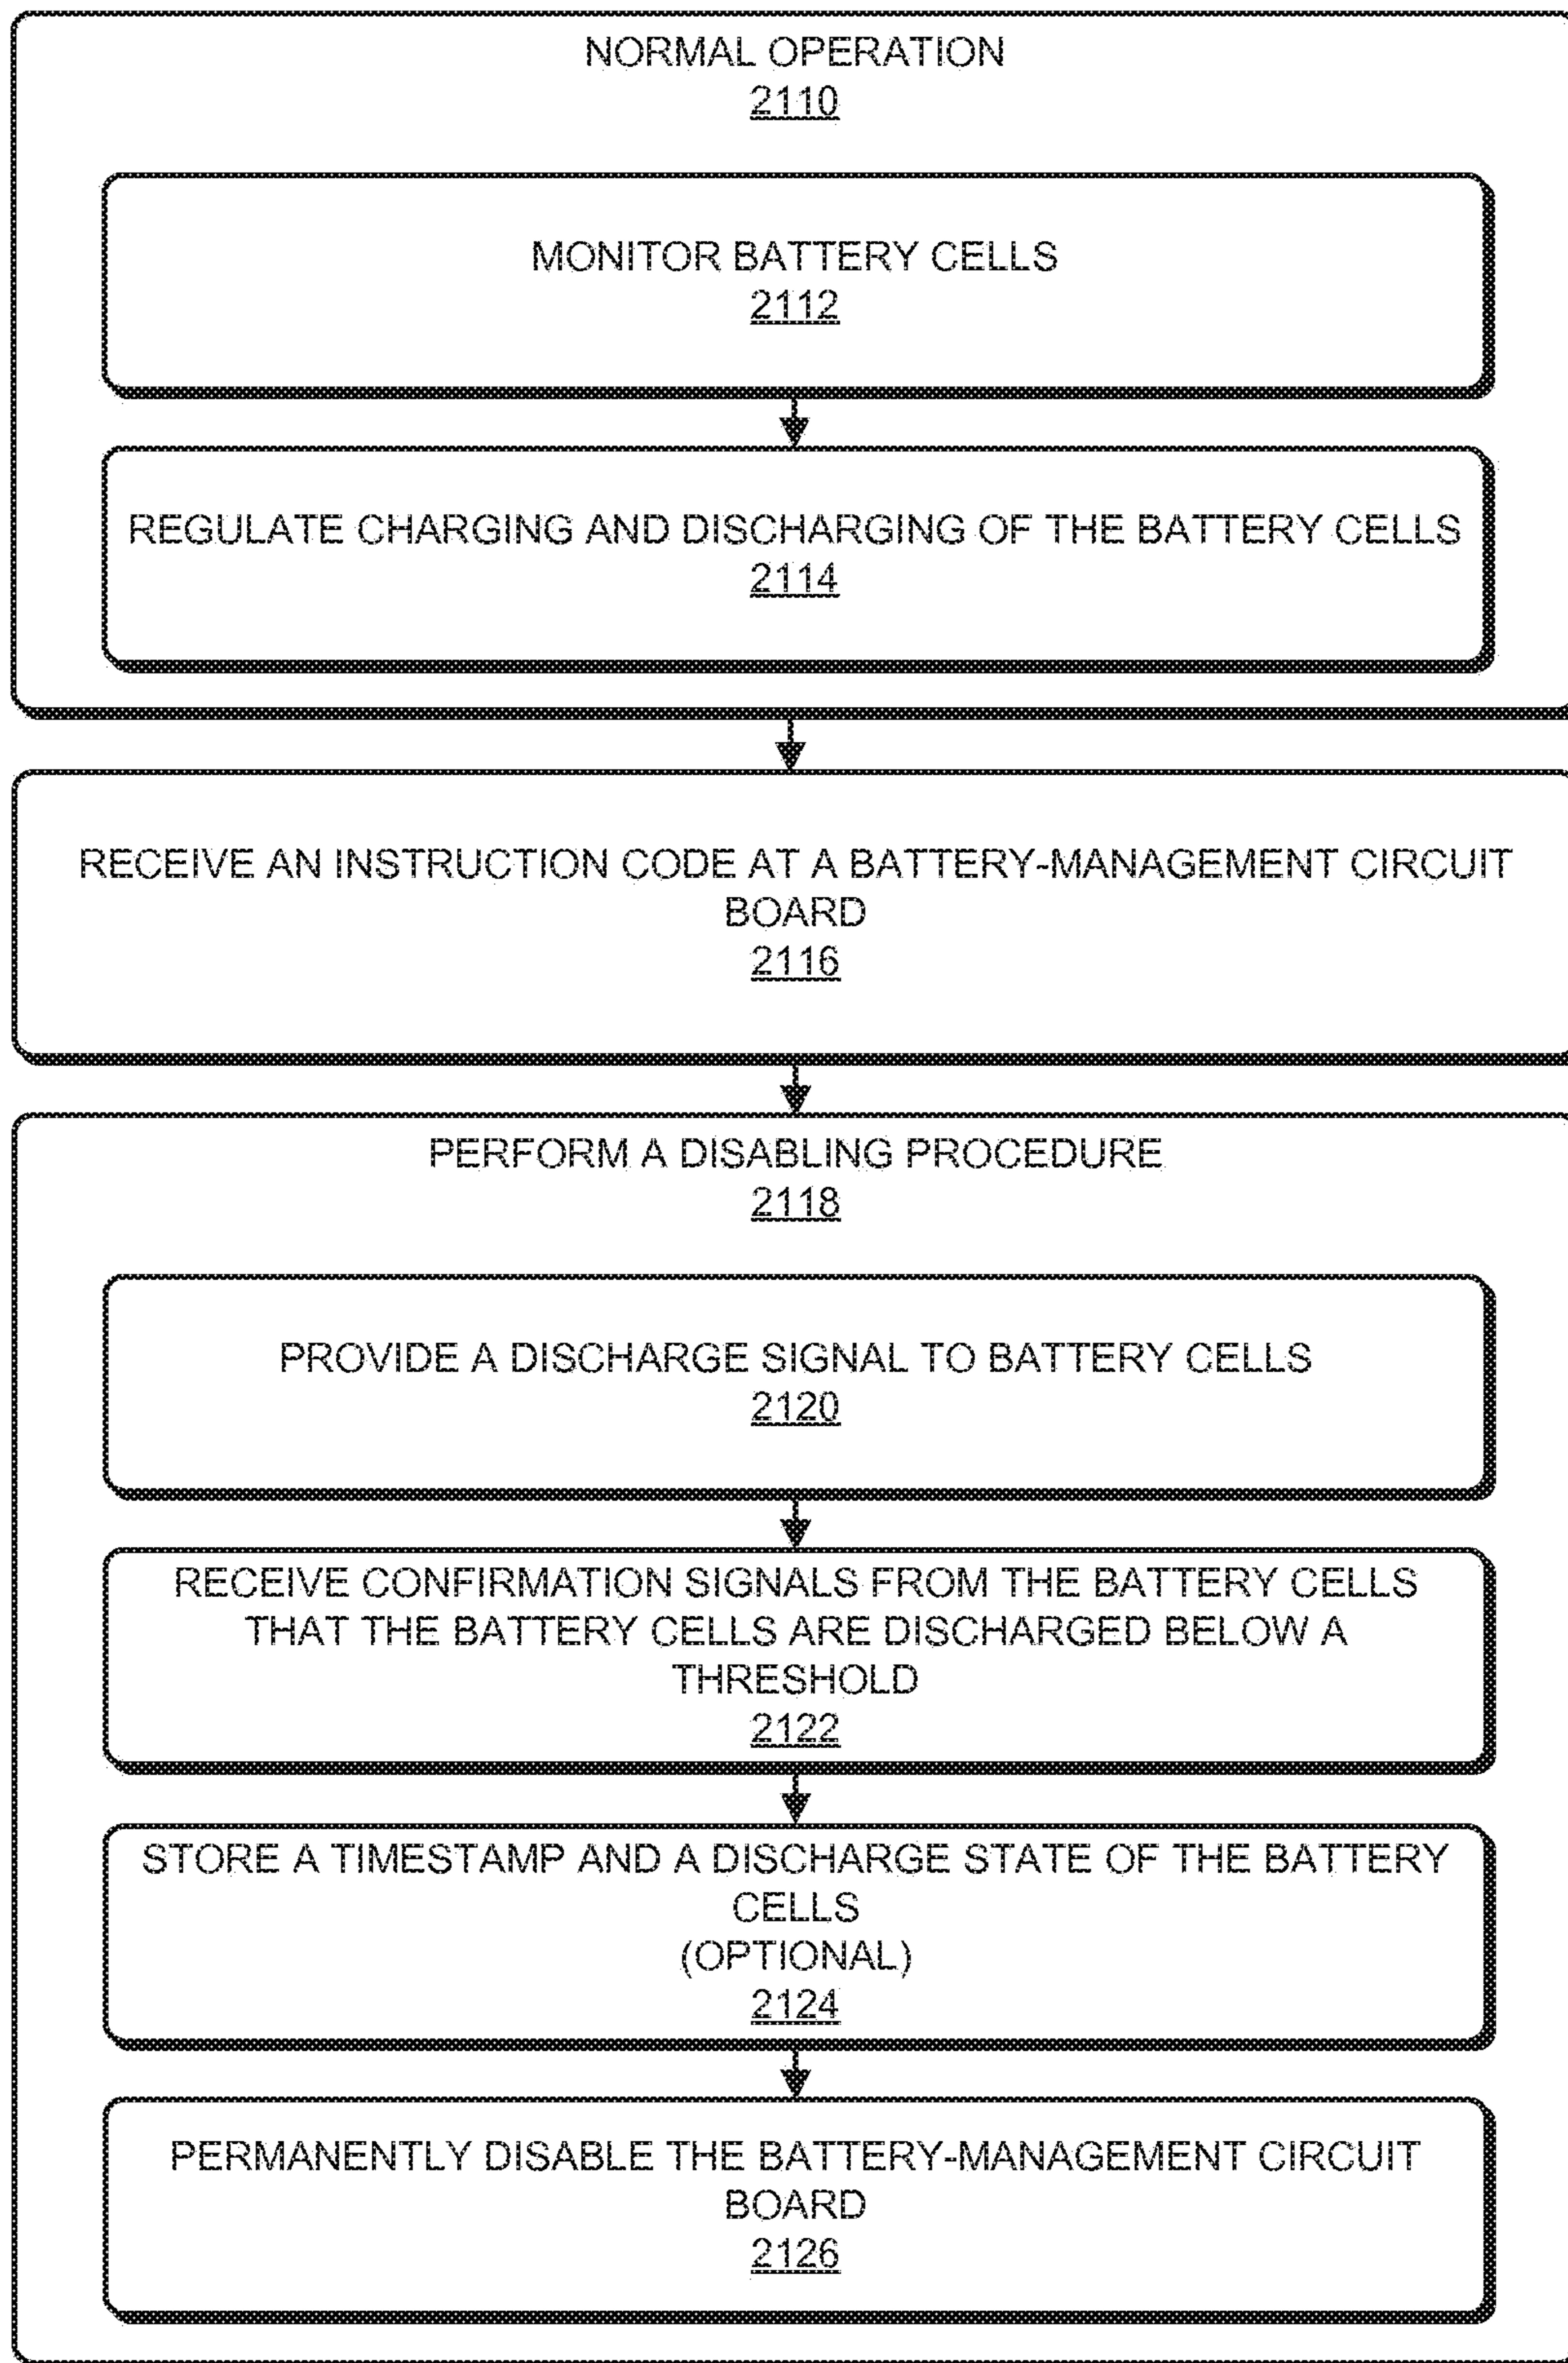 NORMAL OPERATION
2110
MONITOR BATTERY CELLS
2112
REGULATE CHARGING AND DISCHARGING OF THE BATTERY CELLS
2114
RECEIVE AN INSTRUCTION CODE AT A BATTERY-MANAGEMENT CIRCUIT
BOARD
2116
PERFORM A DISABLING PROCEDURE
2118
PROVIDE A DISCHARGE SIGNAL TO BATTERY CELLS
2120
RECEIVE CONFIRMATION SIGNALS FROM THE BATTERY CELLS
THAT THE BATTERY CELLS ARE DISCHARGED BELOW A
THRESHOLD
2122
STORE A TIMESTAMP AND A DISCHARGE STATE OF THE BATTERY
CELLS
(OPTIONAL)
2124
PERMANENTLY DISABLE THE BATTERY-MANAGEMENT CIRCUIT
BOARD
2126